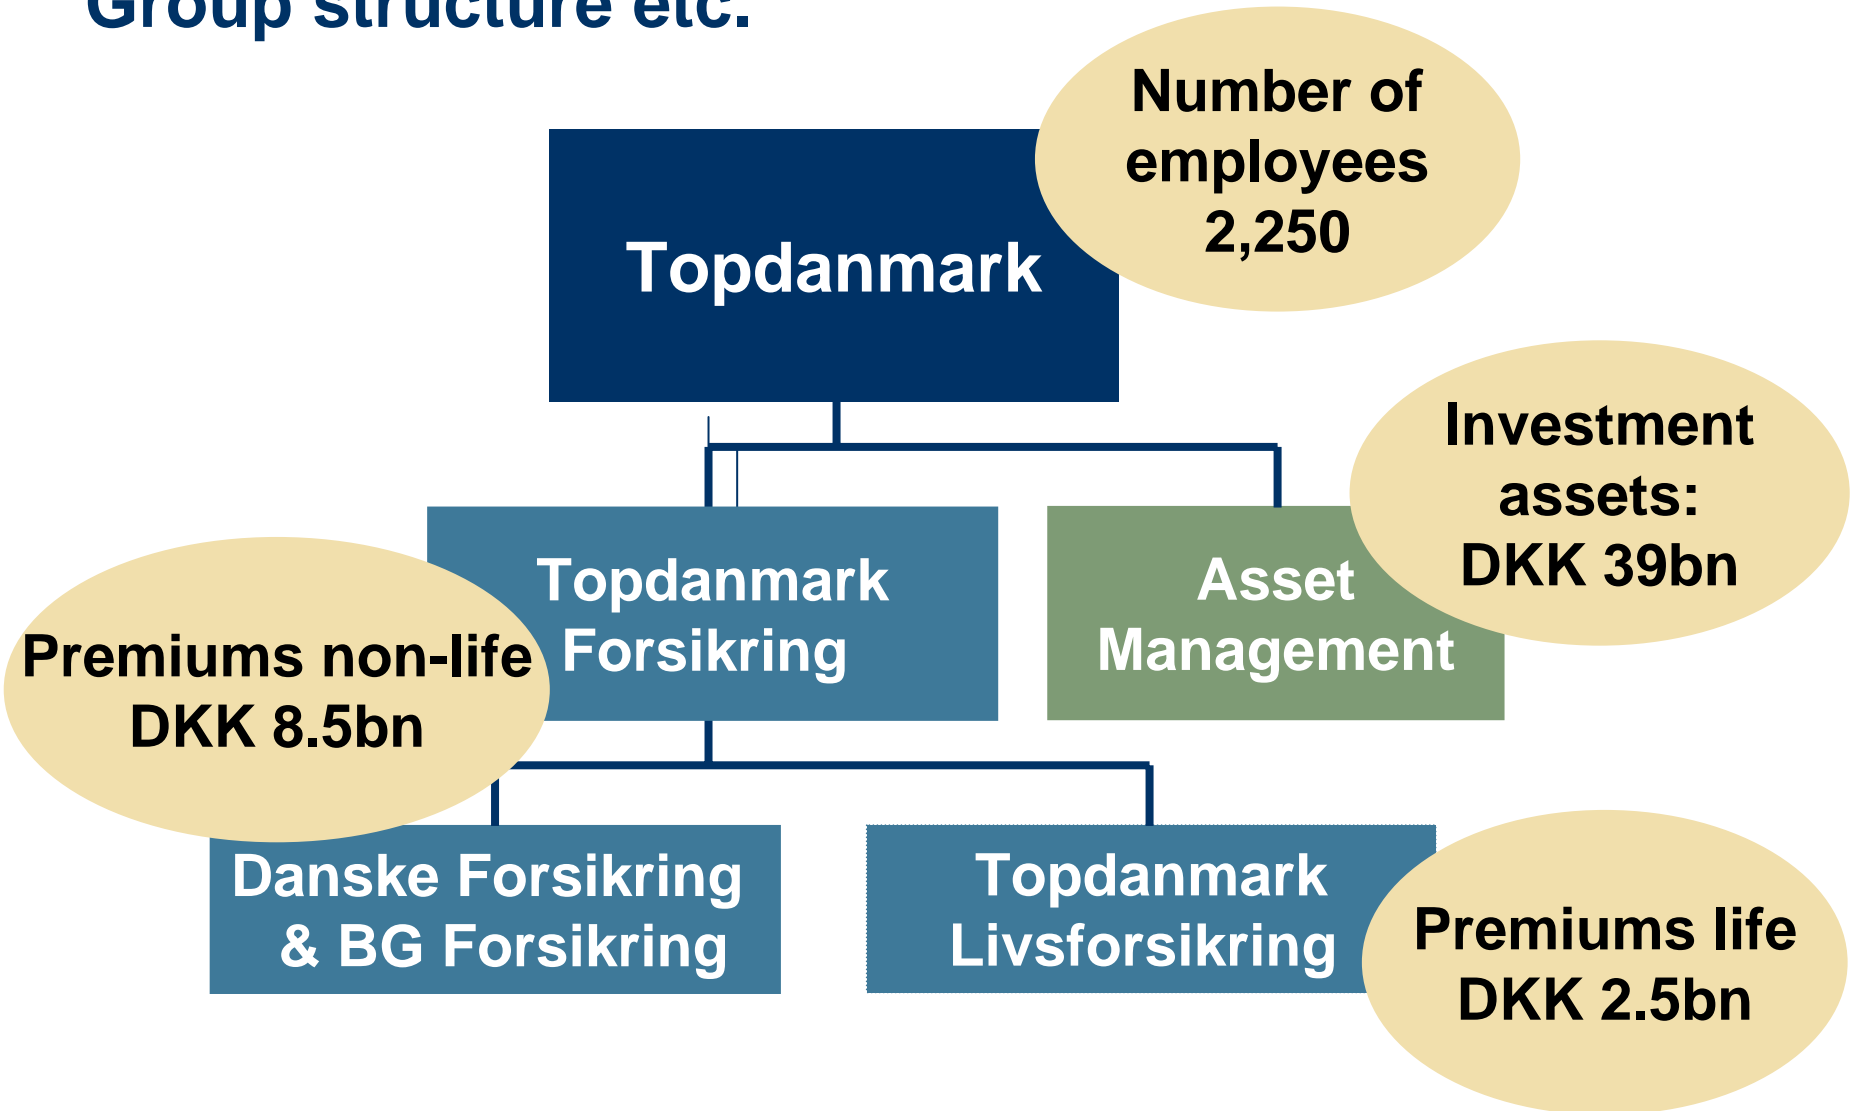 Group structure etc.
Number of
employees
2,250
Topdanmark
Investment
assets:
DKK 39bn
Topdanmark
Forsikring
Asset
Management
Premiums non-life
DKK 8.5bn
Danske Forsikring
& BG Forsikring
Topdanmark
Livsforsikring
Premiums life
DKK 2.5bn